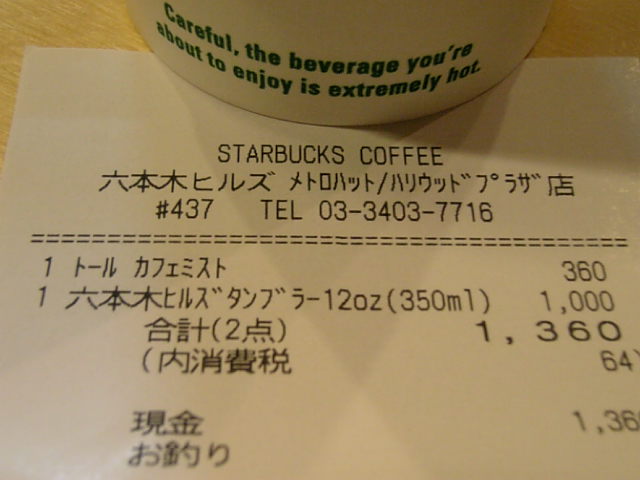 Careful, the beverage you're
about to enjoy is extremely hot.
STARBUCKS COFFEE
六本木ヒルズ メトロハット/ハリウッドプラザ店
#437 TEL 03-3403-7716
==========================================
1 トール カフェミスト 360
1 六本木ヒルズタンブラー12oz(350ml) 1,000
合計(2点) 1,360
(内消費税 64)
現金 1,36
お釣り